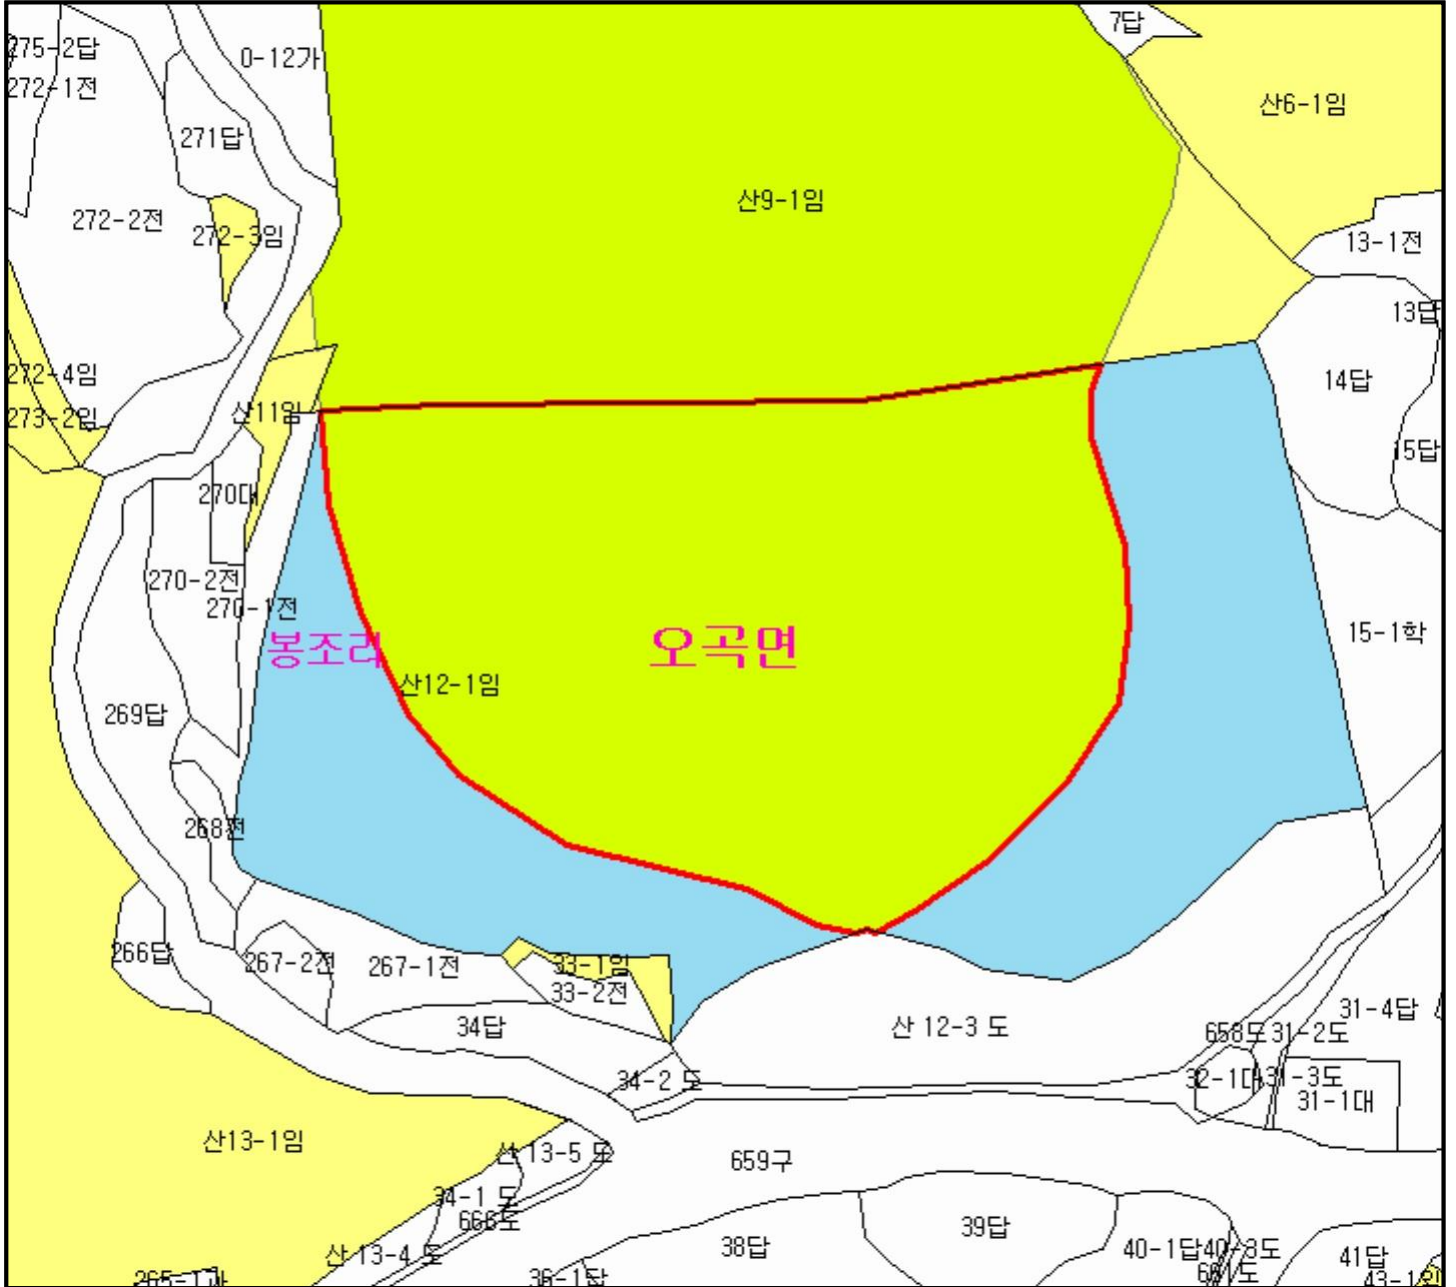 7답
275-2답
0-12가
272-1전
산6-1임
271답
산9-1임
272-2전
272-3임
13-1전
13답
272-4임
14답
273-2임
산11임
15답
270대
270-2전
270-1전
15-1학
봉조리
오곡면
산12-1임
269답
268전
266답
267-2전
267-1전
33-1임
33-2전
31-4답
34답
산 12-3 도
658도
31-2도
34-2 도
32-1대
31-3도
31-1대
산13-1임
산 13-5 도
659구
34-1 도
666도
39답
38답
40-1답
40-3도
산 13-4 도
41답
36-1답